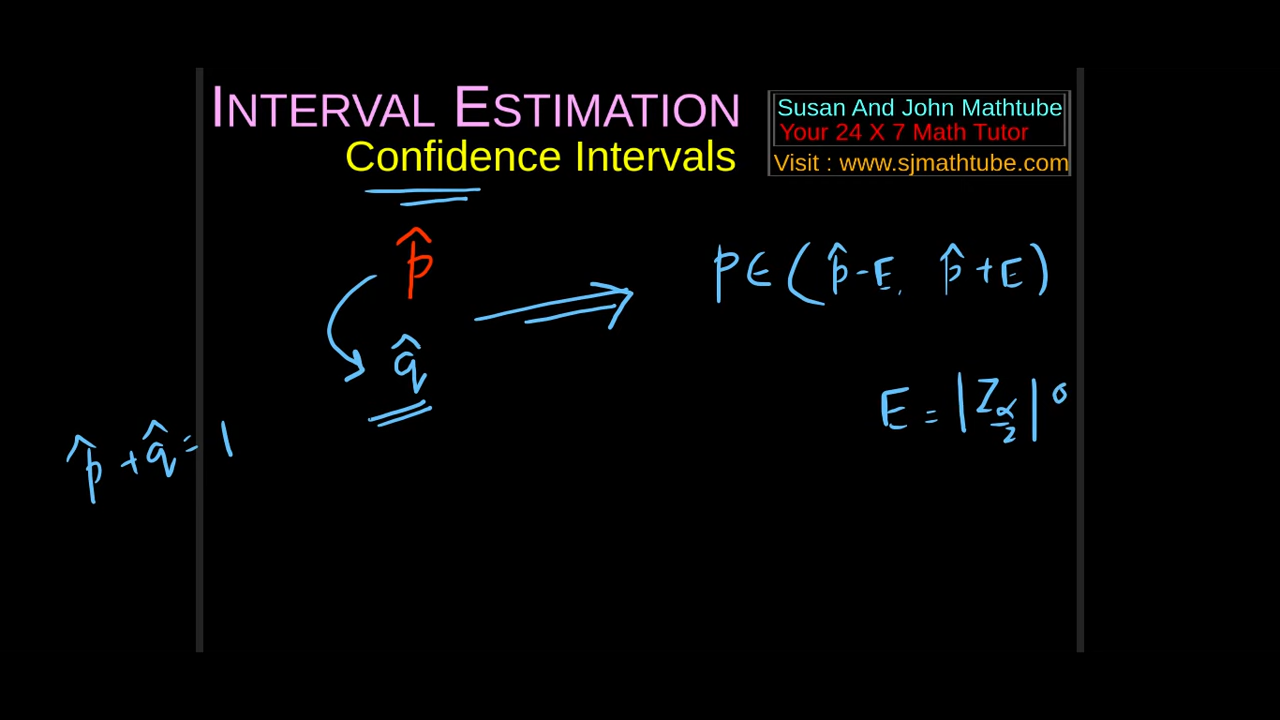 INTERVAL ESTIMATION
Confidence Intervals
Susan And John Mathtube
Your 24 X 7 Math Tutor
Visit : www.sjmathtube.com
p̂
q̂
p̂ + q̂ = 1
p ∈ (p̂ - E, p̂ + E)
E = |Z_{α/2}| σ